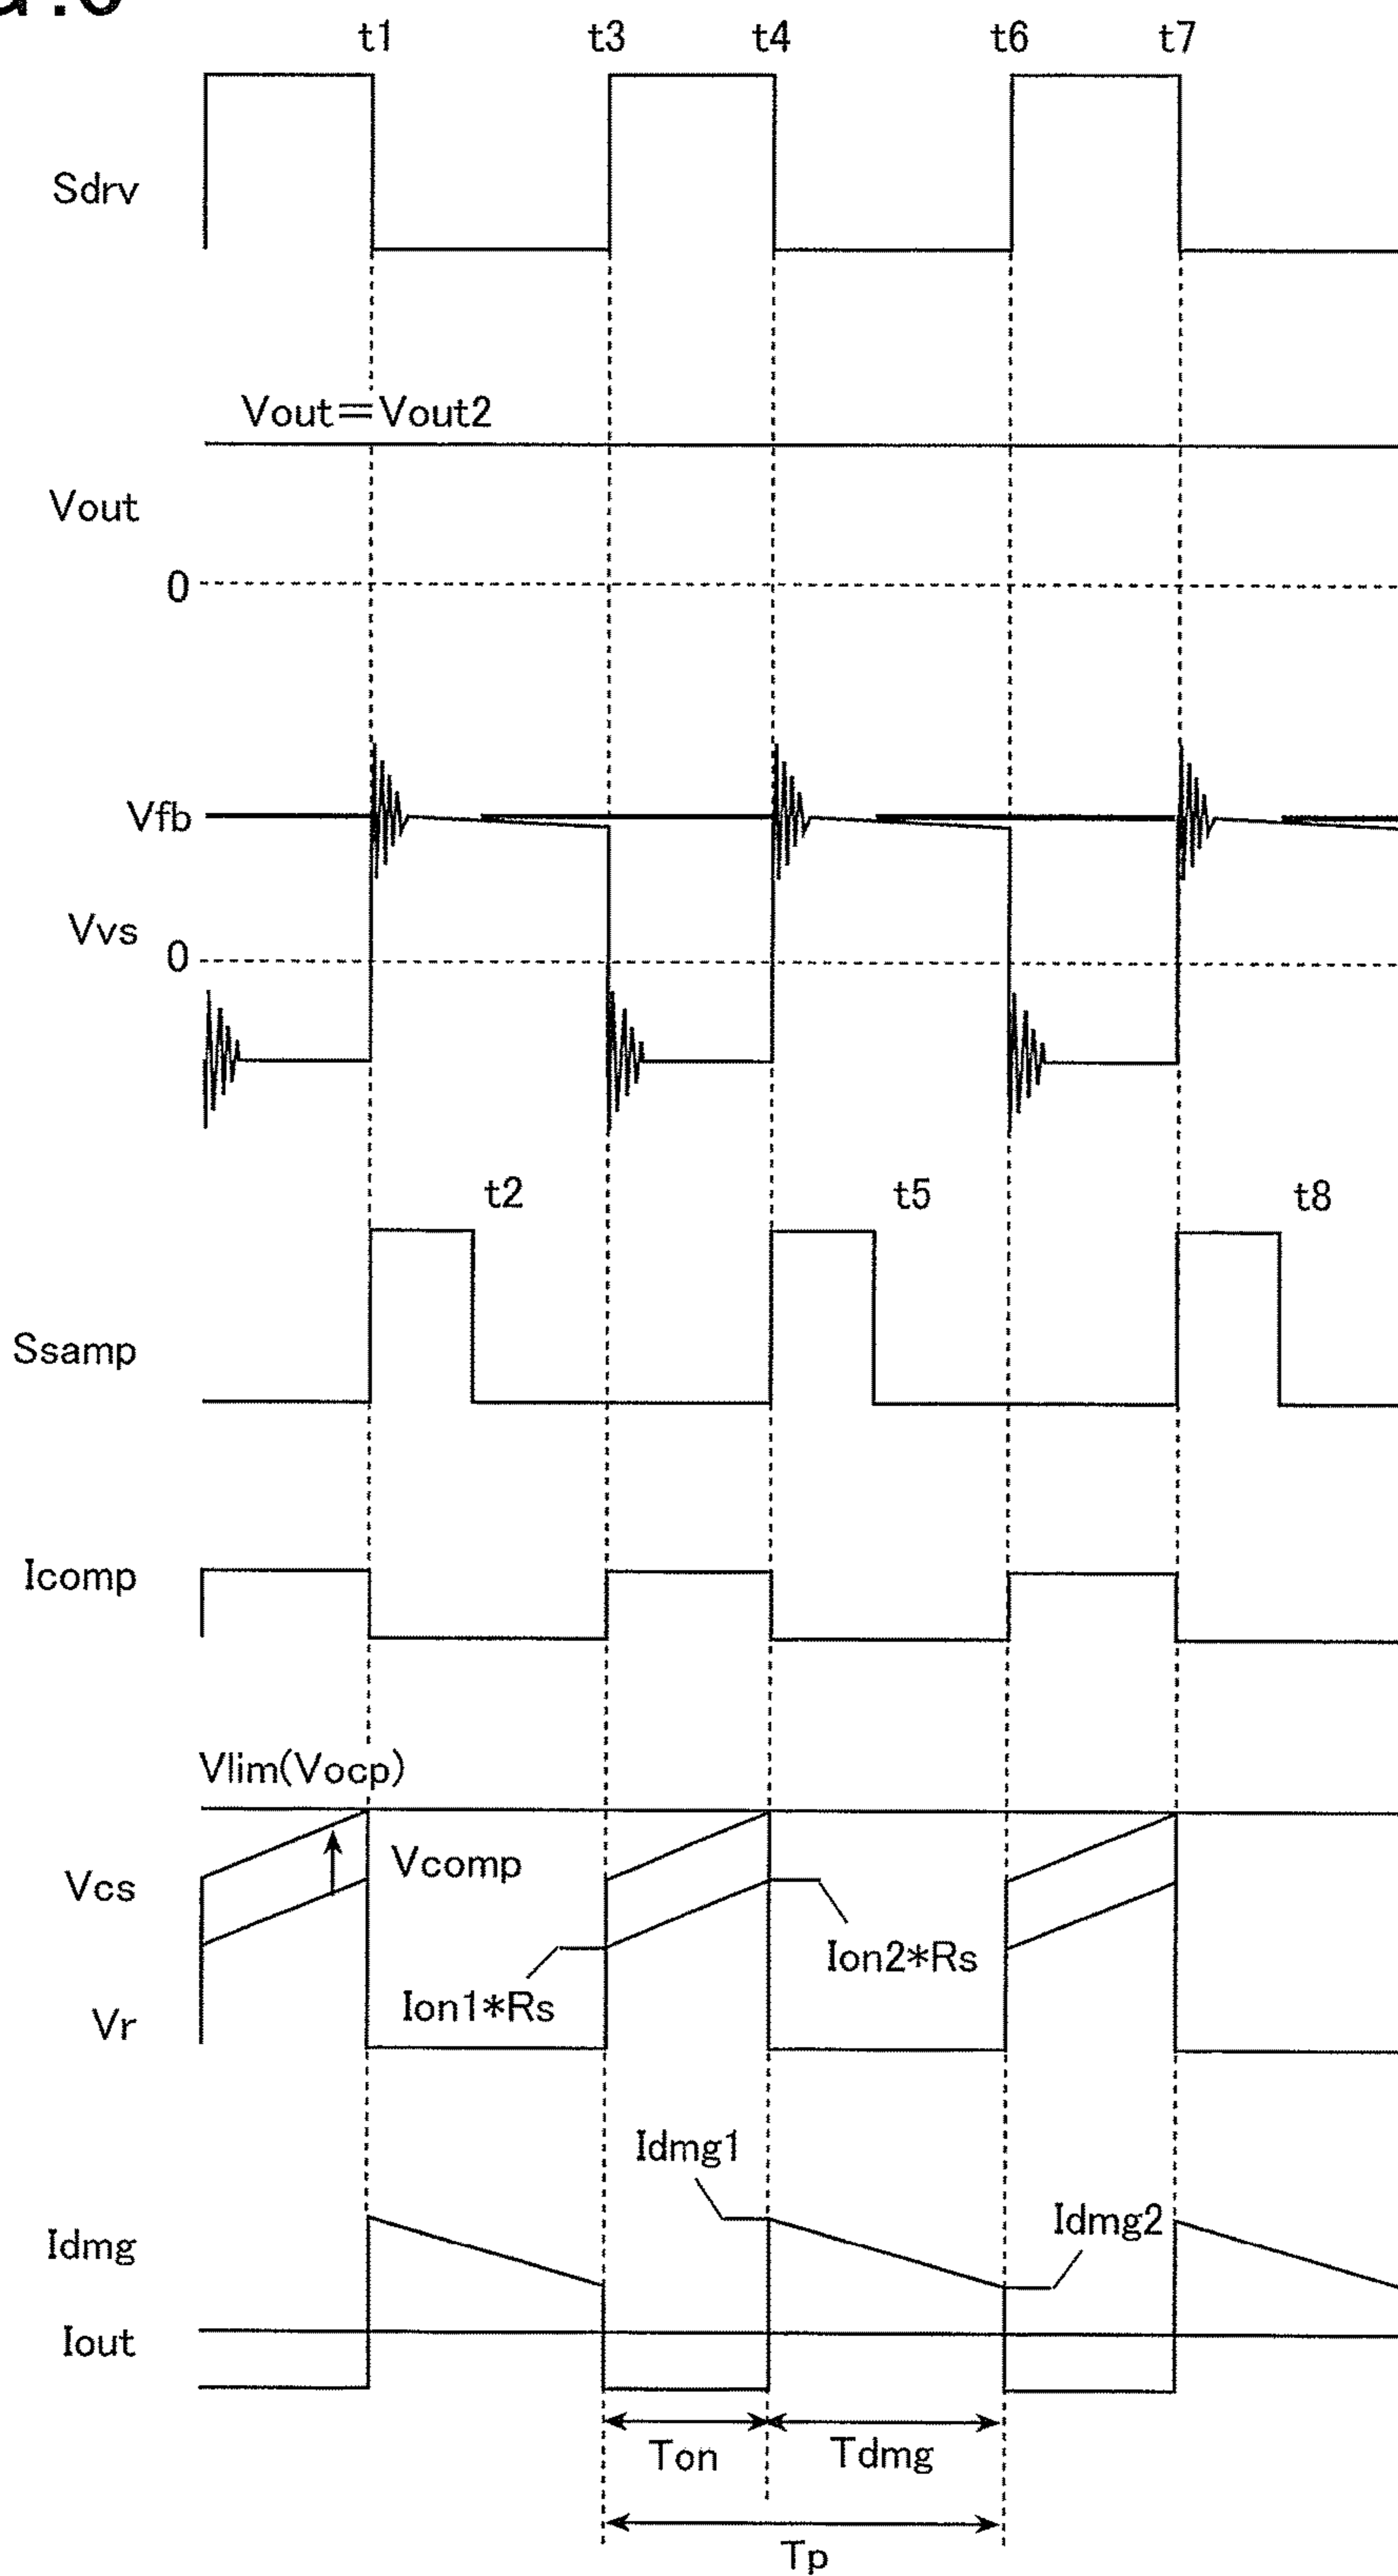 t1 t3 t4 t6 t7
Sdrv
Vout=Vout2
Vout
0
Vfb
Vvs
0
t2 t5 t8
Ssamp
Icomp
Vlim(Vocp)
Vcs
Vcomp
Ion2*Rs
Ion1*Rs
Vr
Idmg1
Idmg2
Idmg
Iout
Ton Tdmg
Tp